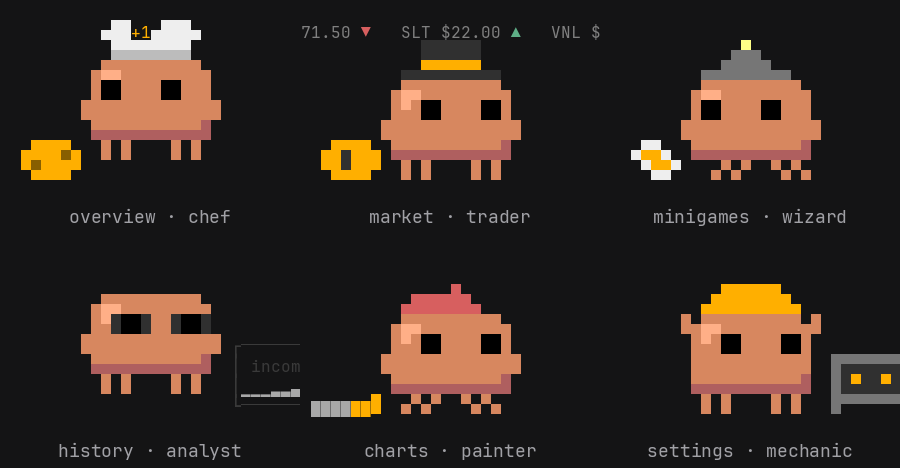 +1
71.50 ▼ SLT $22.00 ▲ VNL $
overview · chef
market · trader
minigames · wizard
incom
history · analyst
charts · painter
settings · mechanic